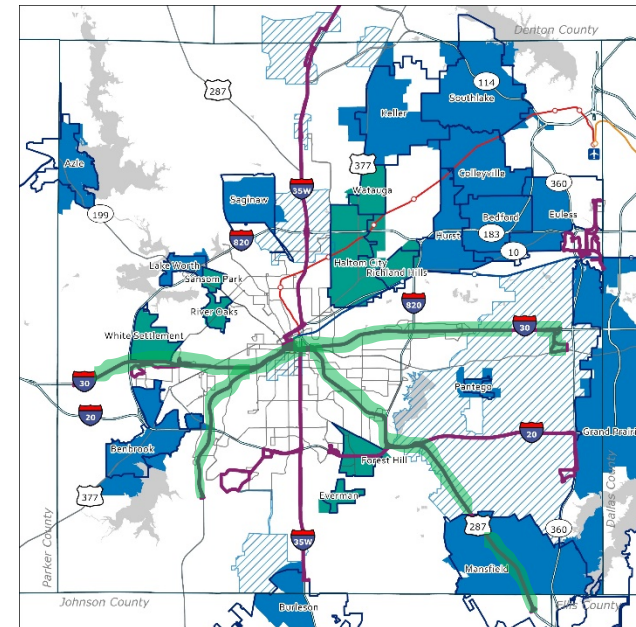 Denton County
287
114
Southlake
Keller
377
Colleyville
360
Azle
Watauga
Saginaw
35W
Bedford
Euless
199
820
Hurst
183
10
Lake Worth
Haltom City
Sansom Park
Richland Hills
820
River Oaks
30
White Settlement
30
Pantego
20
20
Grand Prairi
Benbrook
Forest Hill
377
Everman
287
360
Dallas County
35W
Mansfield
Parker County
Johnson County
Burleson
Ellis County